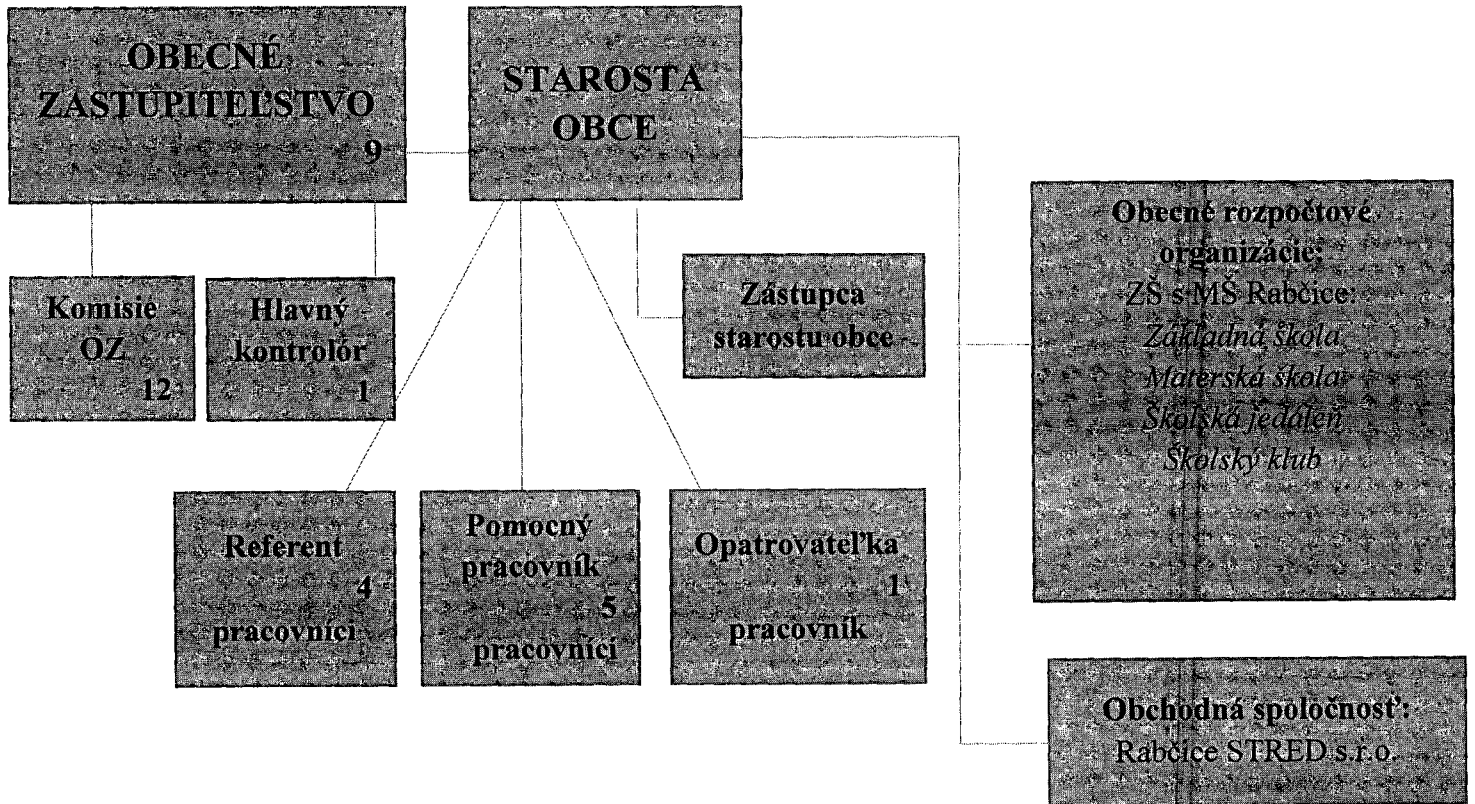 OBECNÉ
ZASTUPITEĽSTVO
9
STAROSTA
OBCE
Komisie
OZ
12
Hlavný
kontrolór
1
Zástupca
starostu obce
Obecné rozpočtové
organizácie:
ZŠ s MŠ Rabčice:
Základná škola
Materská škola
Školská jedáleň
Školský klub
Referent
4
pracovníci
Pomocný
pracovník
5
pracovníci
Opatrovateľka
1
pracovník
Obchodná spoločnosť:
Rabčice STRED s.r.o.